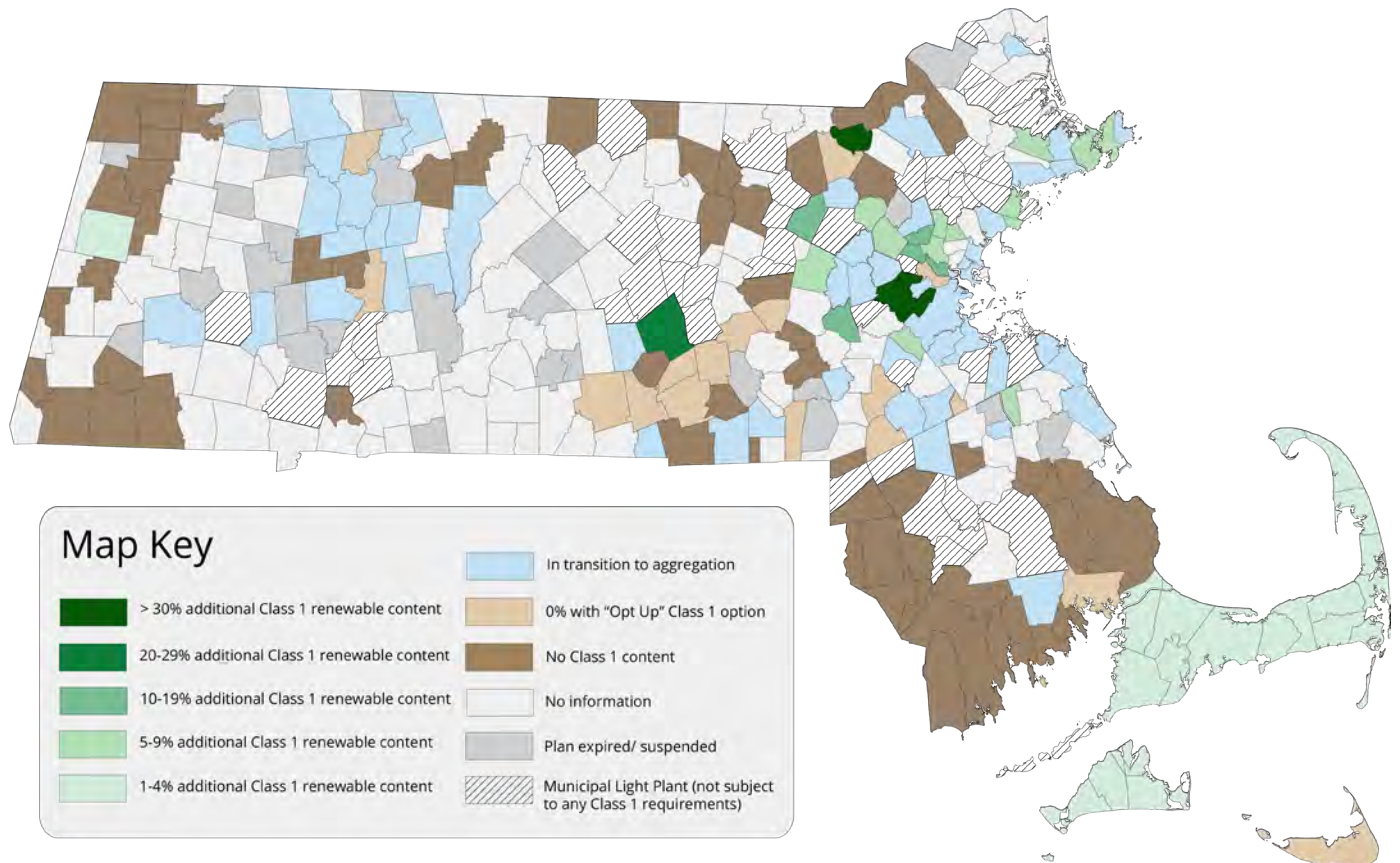 Map Key
> 30% additional Class 1 renewable content
20-29% additional Class 1 renewable content
10-19% additional Class 1 renewable content
5-9% additional Class 1 renewable content
1-4% additional Class 1 renewable content
In transition to aggregation
0% with “Opt Up” Class 1 option
No Class 1 content
No information
Plan expired/ suspended
Municipal Light Plant (not subject
to any Class 1 requirements)